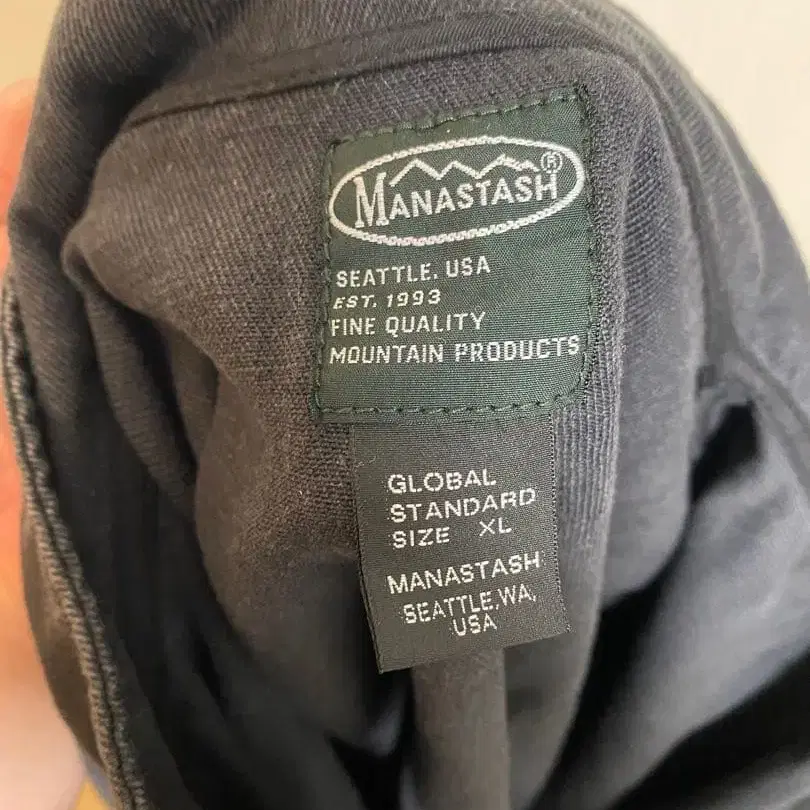 MANASTASH®
SEATTLE, USA
EST. 1993
FINE QUALITY
MOUNTAIN PRODUCTS
GLOBAL
STANDARD
SIZE XL
MANASTASH
SEATTLE,WA,
USA